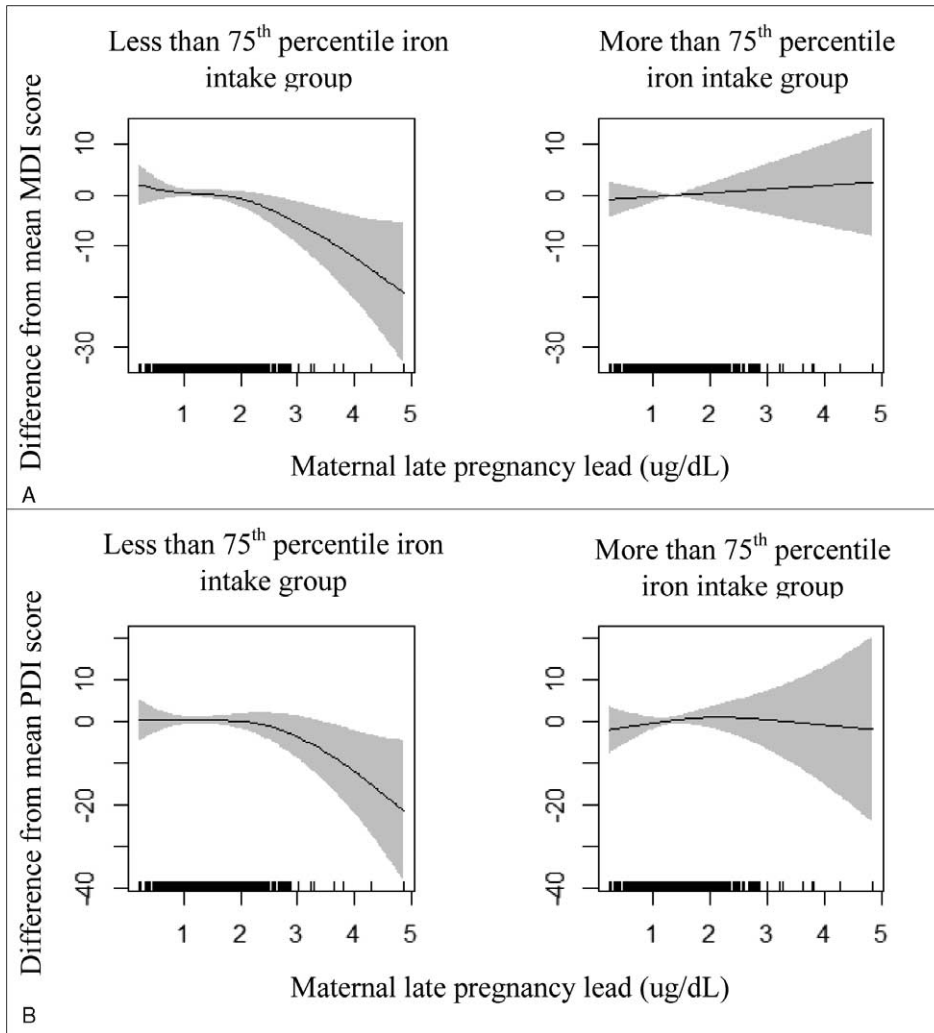 Less than 75th percentile iron
intake group
More than 75th percentile
iron intake group
Difference from mean MDI score
10
0
-10
-30
1 2 3 4 5
10
0
-10
-30
1 2 3 4 5
Maternal late pregnancy lead (ug/dL)
A
Less than 75th percentile iron
intake group
More than 75th percentile
iron intake group
Difference from mean PDI score
10
0
-20
-40
1 2 3 4 5
10
0
-20
-40
1 2 3 4 5
Maternal late pregnancy lead (ug/dL)
B